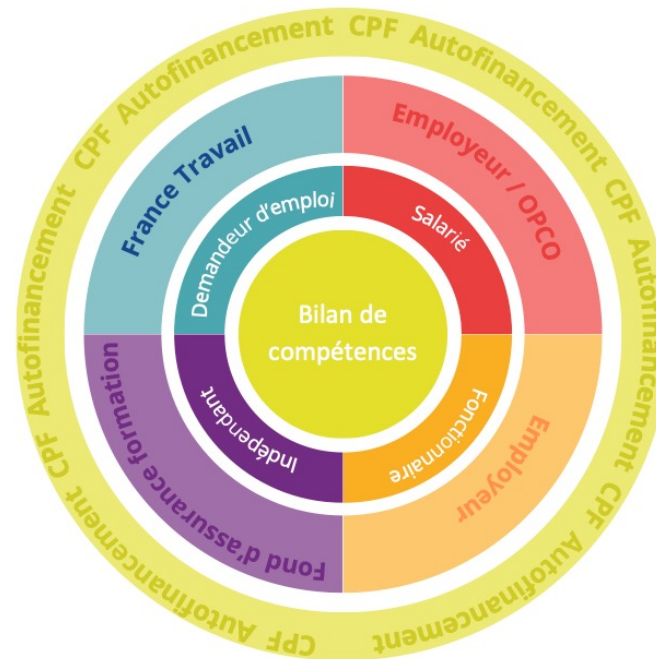 CPF Autofinancement CPF Autofinancement CPF Autofinancement CPF Autofinancement CPF Autofinancement CPF Autofinancement
France Travail
Employeur / OPCO
Demandeur d'emploi
Salarié
Bilan de
compétences
Indépendant
Fonctionnaire
Fond d'assurance formation
Employeur